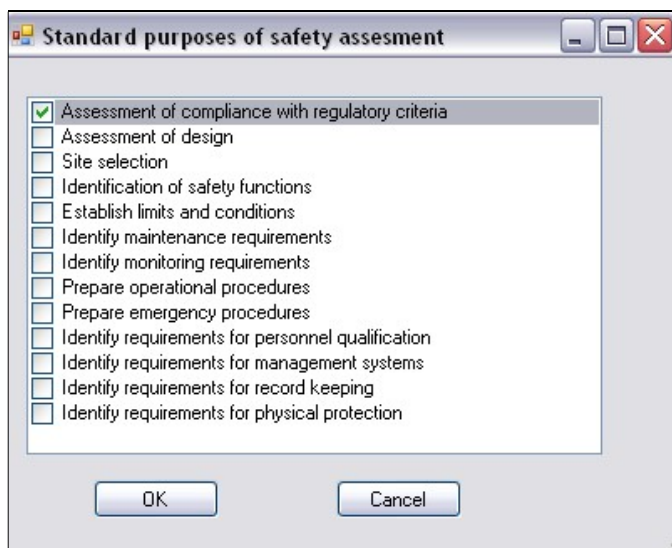 Standard purposes of safety assesment
Assessment of compliance with regulatory criteria
Assessment of design
Site selection
Identification of safety functions
Establish limits and conditions
Identify maintenance requirements
Identify monitoring requirements
Prepare operational procedures
Prepare emergency procedures
Identify requirements for personnel qualification
Identify requirements for management systems
Identify requirements for record keeping
Identify requirements for physical protection
OK Cancel